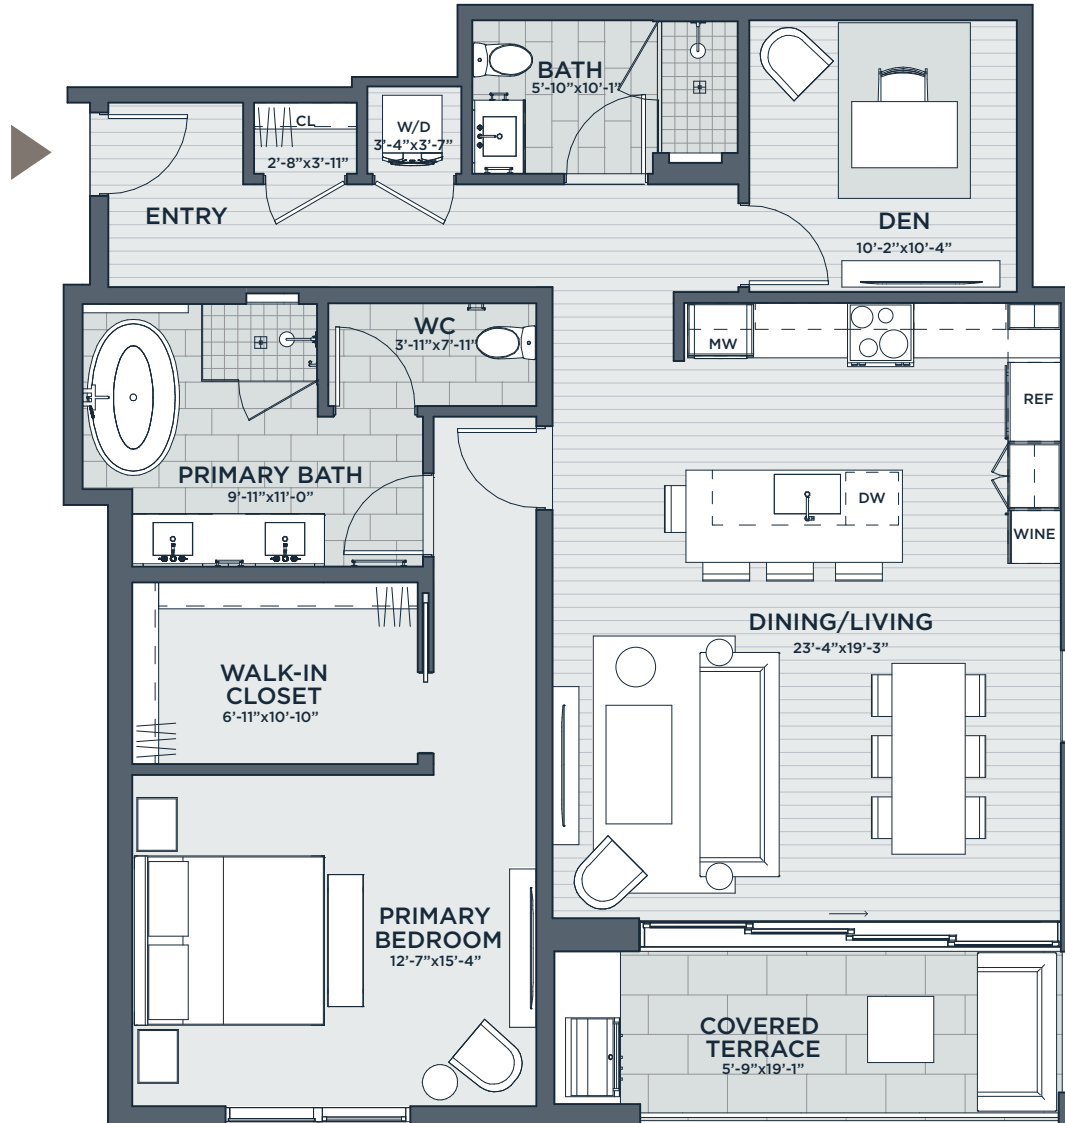 BATH
5'-10"x10'-1"
CL
2'-8"x3'-11"
W/D
3'-4"x3'-7"
ENTRY
DEN
10'-2"x10'-4"
WC
3'-11"x7'-11"
MW
REF
PRIMARY BATH
9'-11"x11'-0"
DW
WINE
DINING/LIVING
23'-4"x19'-3"
WALK-IN
CLOSET
6'-11"x10'-10"
PRIMARY
BEDROOM
12'-7"x15'-4"
COVERED
TERRACE
5'-9"x19'-1"